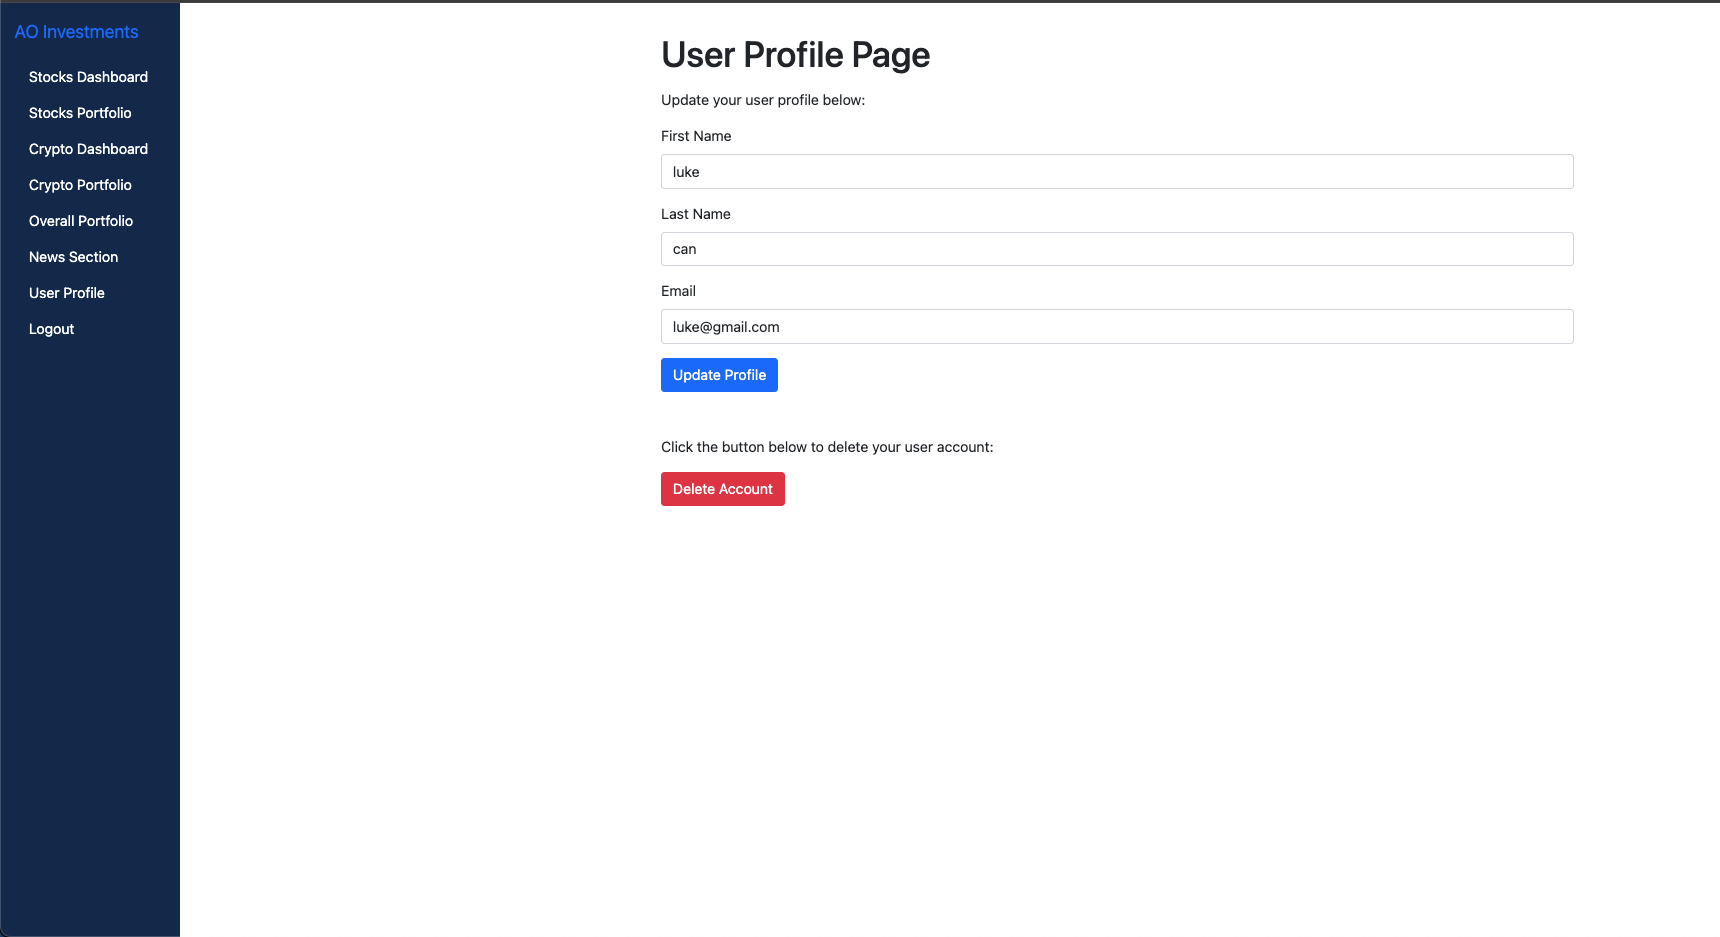 AO Investments
Stocks Dashboard
Stocks Portfolio
Crypto Dashboard
Crypto Portfolio
Overall Portfolio
News Section
User Profile
Logout
User Profile Page
Update your user profile below:
First Name
luke
Last Name
can
Email
luke@gmail.com
Update Profile
Click the button below to delete your user account:
Delete Account